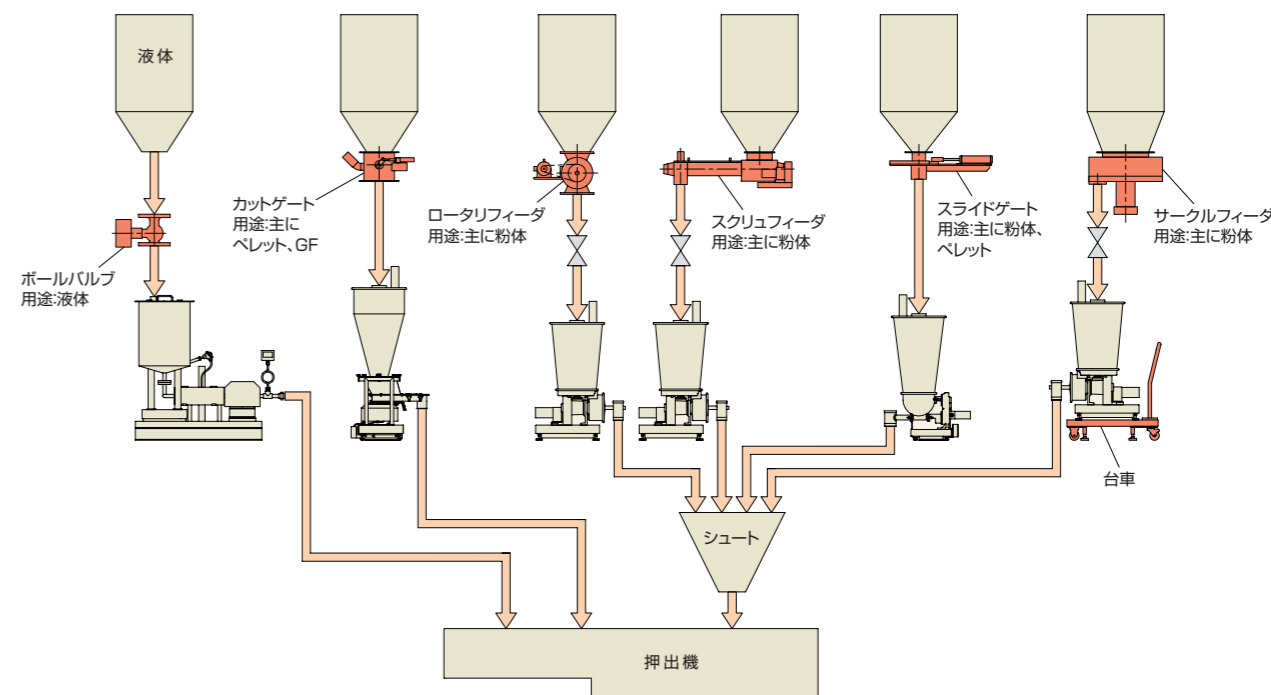 液体
ボールバルブ
用途:液体
カットゲート
用途:主に
ペレット、GF
ロータリフィーダ
用途:主に粉体
スクリュフィーダ
用途:主に粉体
スライドゲート
用途:主に粉体、
ペレット
サークルフィーダ
用途:主に粉体
台車
シュート
押出機